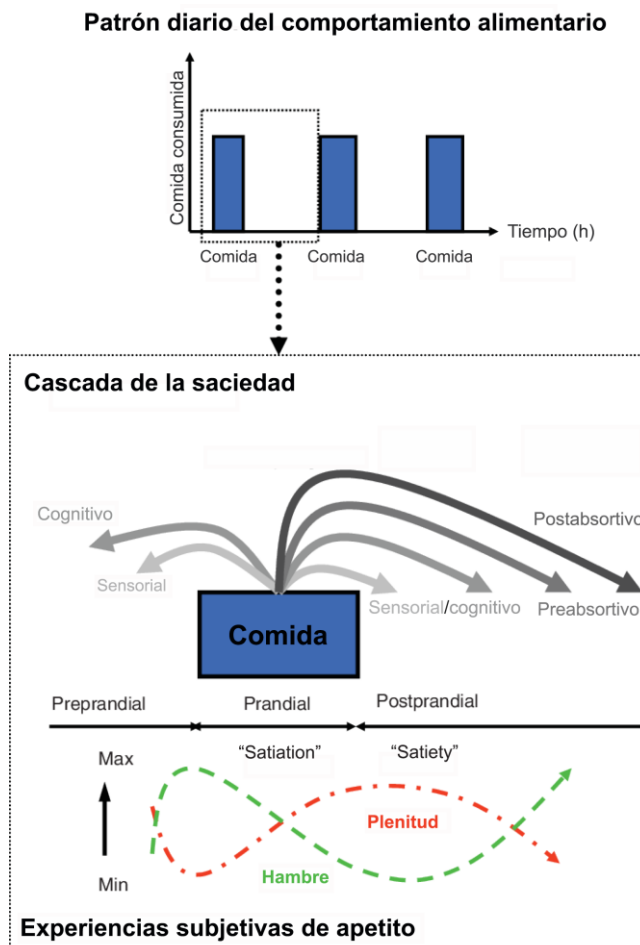 Patrón diario del comportamiento alimentario
Comida consumida
Tiempo (h)
Comida
Comida
Comida
Cascada de la saciedad
Cognitivo
Sensorial
Postabsortivo
Sensorial/cognitivo
Preabsortivo
Comida
Preprandial
Prandial
Postprandial
“Satiation”
“Satiety”
Max
Min
Plenitud
Hambre
Experiencias subjetivas de apetito